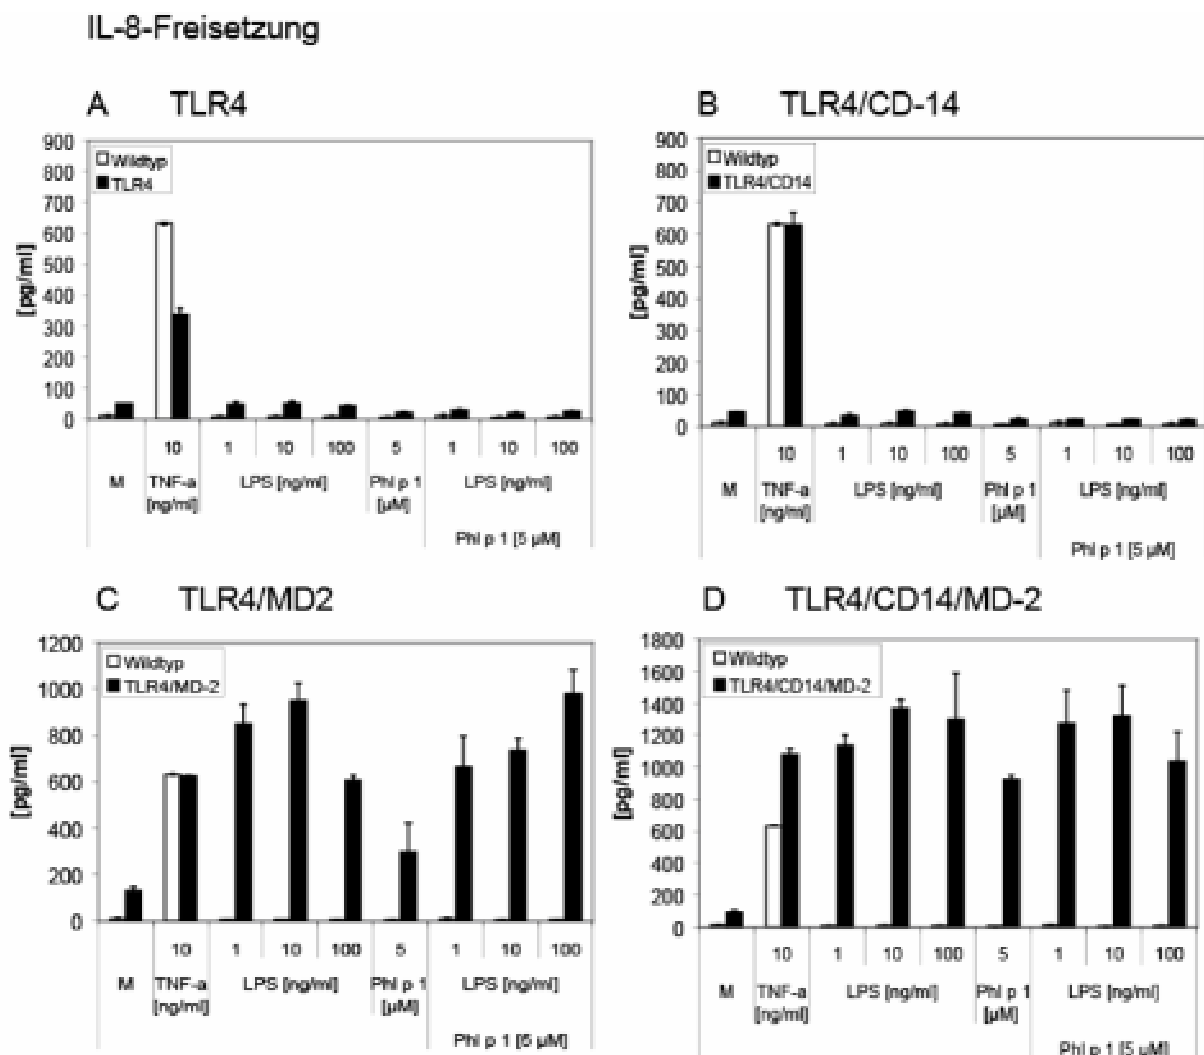 IL-8-Freisetzung
A TLR4
900
800
700
600
500
400
300
200
100
0
[pg/ml]
Wildtyp
TLR4
10 1 10 100 5 1 10 100
M TNF-a LPS [ng/ml] Phl p 1 LPS [ng/ml]
[ng/ml] [µM]
Phl p 1 [5 µM]
B TLR4/CD-14
900
800
700
600
500
400
300
200
100
0
[pg/ml]
Wildtyp
TLR4/CD14
10 1 10 100 5 1 10 100
M TNF-a LPS [ng/ml] Phl p 1 LPS [ng/ml]
[ng/ml] [µM]
Phl p 1 [5 µM]
C TLR4/MD2
1200
1000
800
600
400
200
0
[pg/ml]
Wildtyp
TLR4/MD-2
10 1 10 100 5 1 10 100
M TNF-a LPS [ng/ml] Phl p 1 LPS [ng/ml]
[ng/ml] [µM]
Phl p 1 [5 µM]
D TLR4/CD14/MD-2
1800
1600
1400
1200
1000
800
600
400
200
0
[pg/ml]
Wildtyp
TLR4/CD14/MD-2
10 1 10 100 5 1 10 100
M TNF-a LPS [ng/ml] Phl p 1 LPS [ng/ml]
[ng/ml] [µM]
Phl p 1 [5 µM]